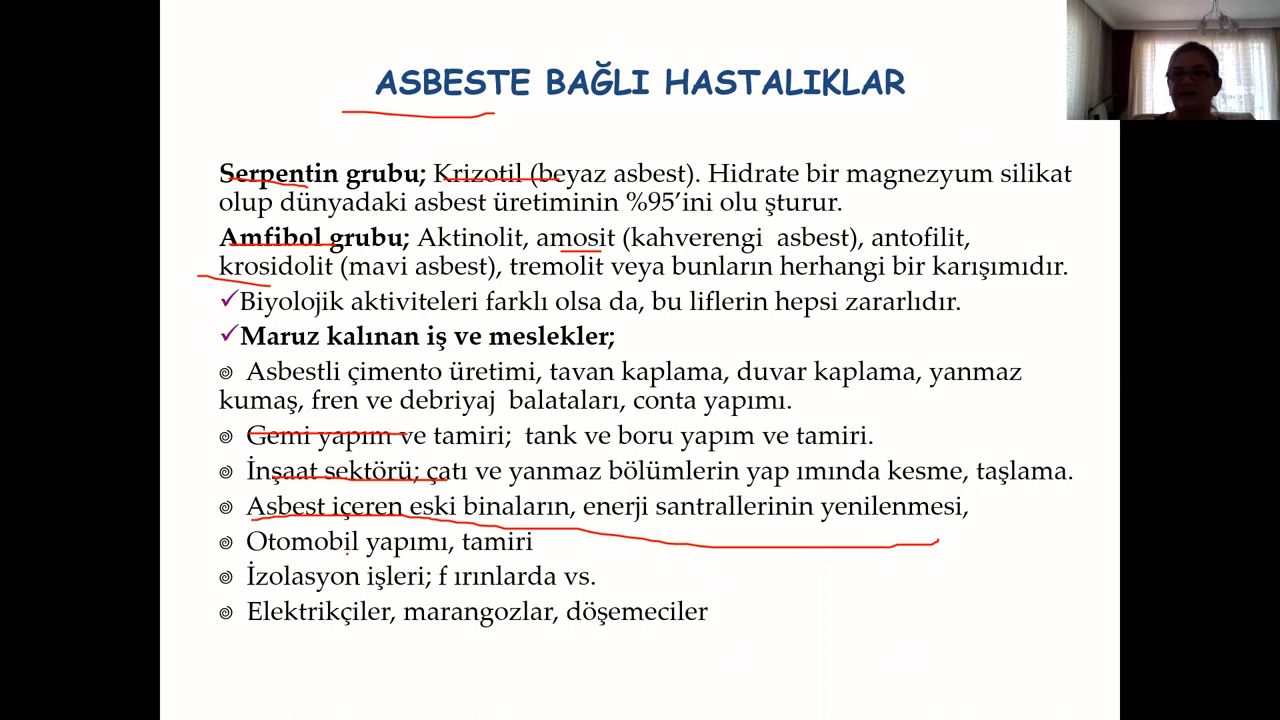 ASBESTE BAĞLI HASTALIKLAR
Serpentin grubu; Krizotil (beyaz asbest). Hidrate bir magnezyum silikat
olup dünyadaki asbest üretiminin %95’ini olu şturur.
Amfibol grubu; Aktinolit, amosit (kahverengi asbest), antofilit,
krosidolit (mavi asbest), tremolit veya bunların herhangi bir karışımıdır.
✓Biyolojik aktiviteleri farklı olsa da, bu liflerin hepsi zararlıdır.
✓Maruz kalınan iş ve meslekler;
Asbestli çimento üretimi, tavan kaplama, duvar kaplama, yanmaz
kumaş, fren ve debriyaj balataları, conta yapımı.
Gemi yapım ve tamiri; tank ve boru yapım ve tamiri.
İnşaat sektörü; çatı ve yanmaz bölümlerin yap ımında kesme, taşlama.
Asbest içeren eski binaların, enerji santrallerinin yenilenmesi,
Otomobil yapımı, tamiri
İzolasyon işleri; f ırınlarda vs.
Elektrikçiler, marangozlar, döşemeciler